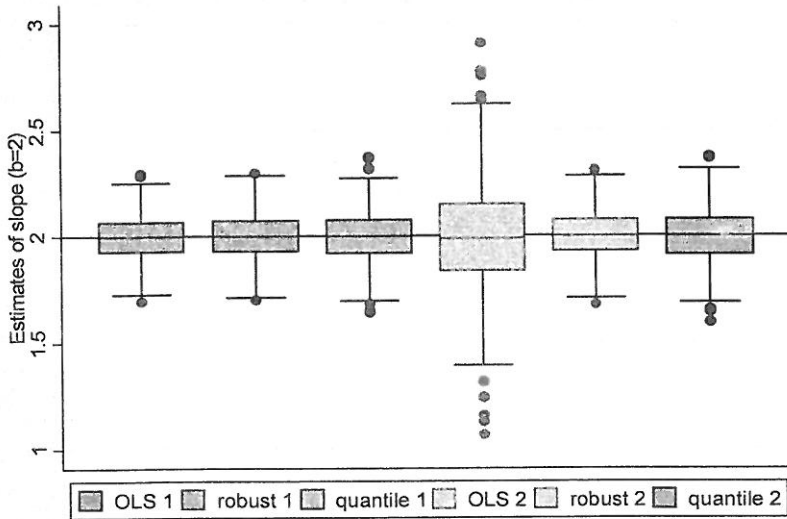 3
2.5
2
1.5
1
Estimates of slope (b=2)
OLS 1 robust 1 quantile 1 OLS 2 robust 2 quantile 2